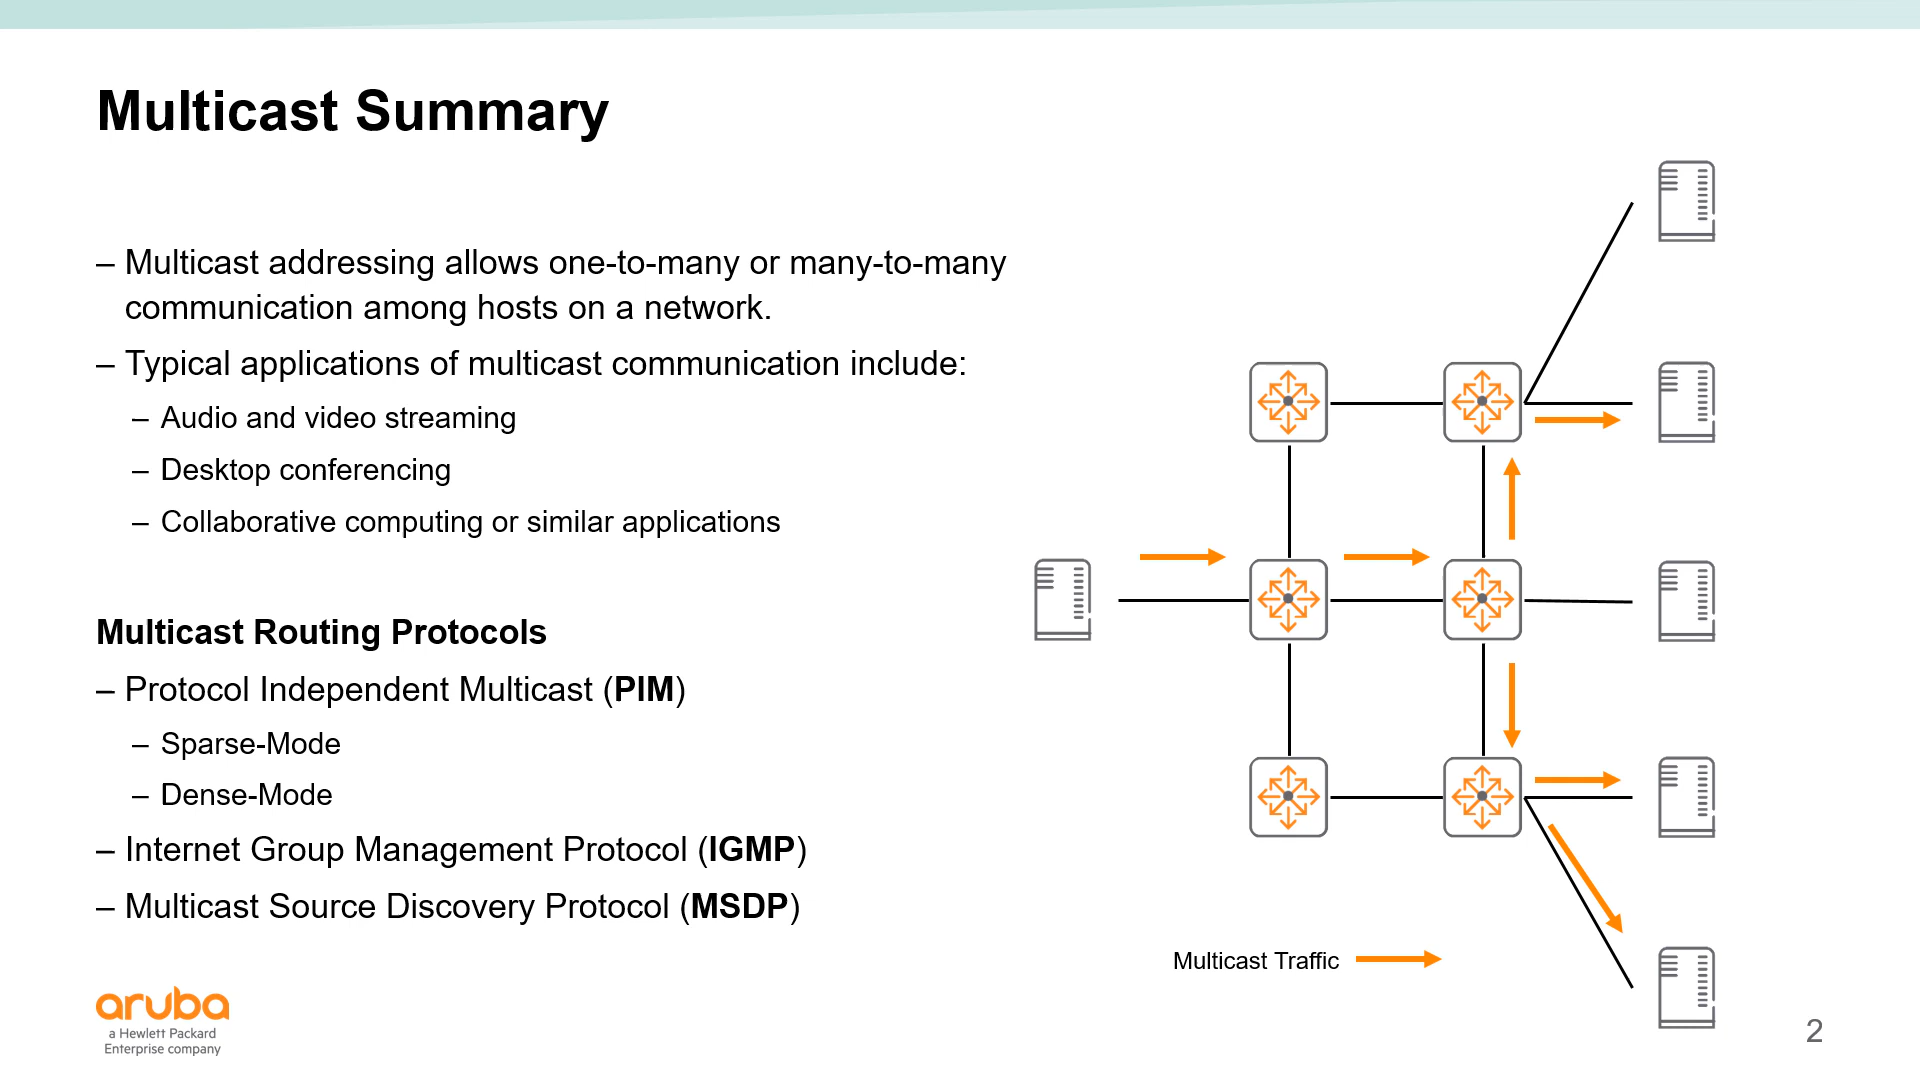 Multicast Summary
– Multicast addressing allows one-to-many or many-to-many
communication among hosts on a network.
– Typical applications of multicast communication include:
– Audio and video streaming
– Desktop conferencing
– Collaborative computing or similar applications
Multicast Routing Protocols
– Protocol Independent Multicast (PIM)
– Sparse-Mode
– Dense-Mode
– Internet Group Management Protocol (IGMP)
– Multicast Source Discovery Protocol (MSDP)
Multicast Traffic
aruba
a Hewlett Packard
Enterprise company
2